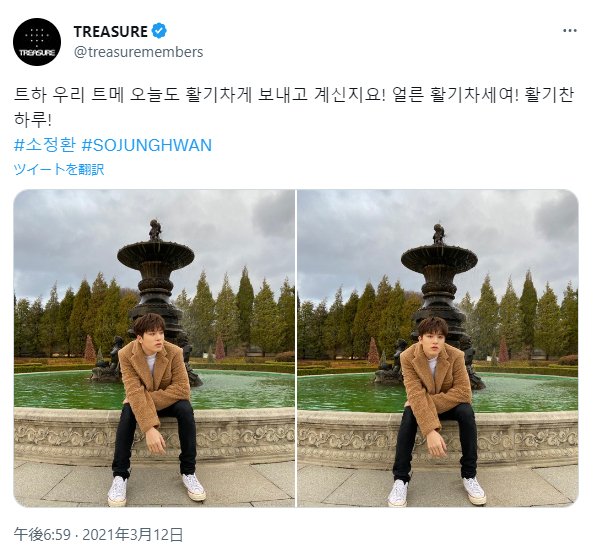 TREASURE
TREASURE
@treasuremembers
트하 우리 트메 오늘도 활기차게 보내고 계신지요! 얼른 활기차세여! 활기찬
하루!
#소정환 #SOJUNGHWAN
ツイートを翻訳
午後6:59 · 2021年3月12日